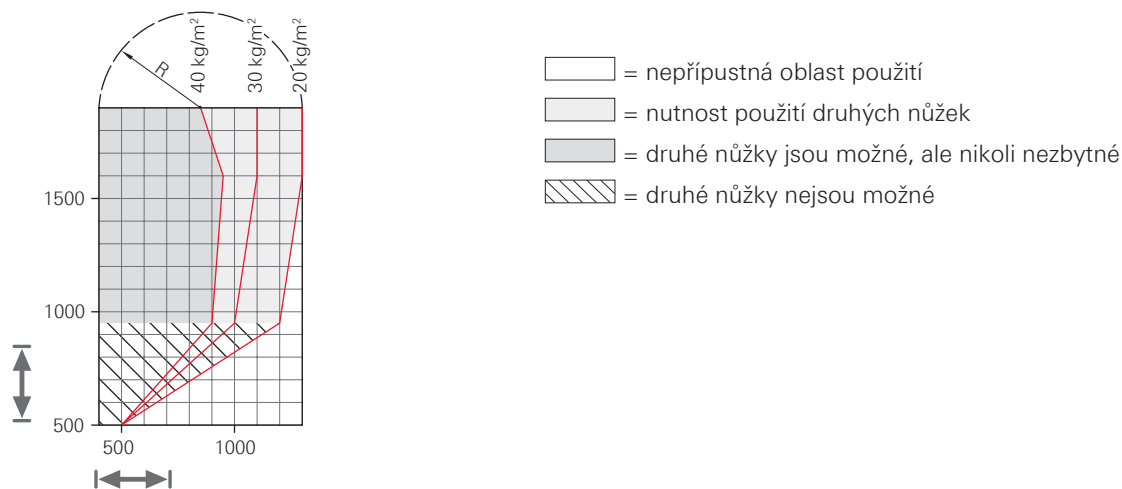 40 kg/m²
30 kg/m²
20 kg/m²
R
1500
1000
500
500
1000
= nepřípustná oblast použití
= nutnost použití druhých nůžek
= druhé nůžky jsou možné, ale nikoli nezbytné
= druhé nůžky nejsou možné